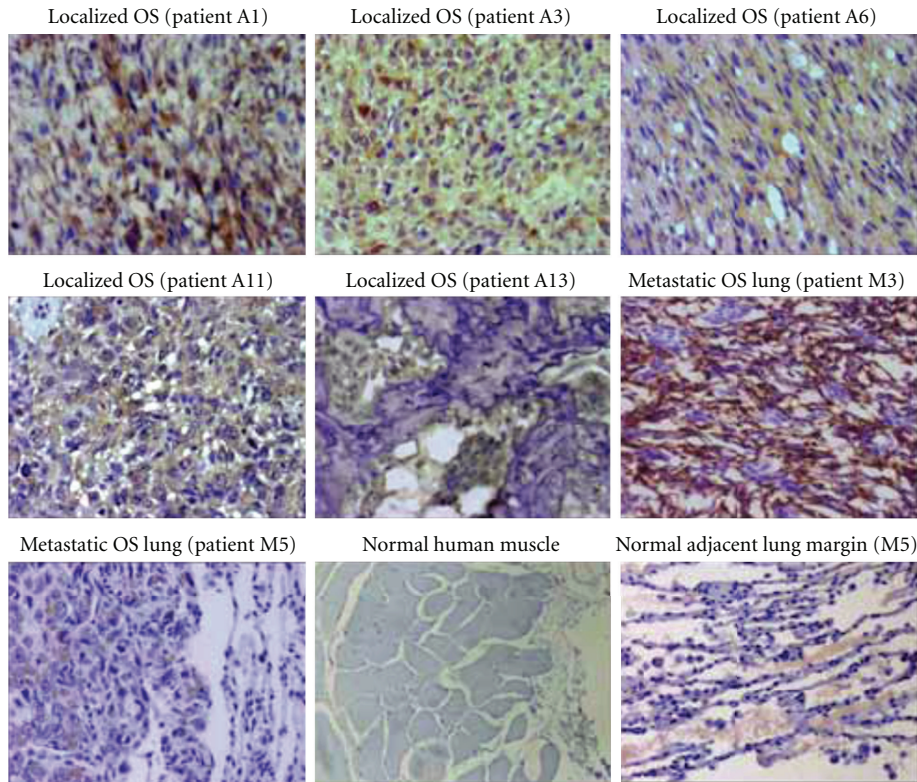 Localized OS (patient A1)
Localized OS (patient A3)
Localized OS (patient A6)
Localized OS (patient A11)
Localized OS (patient A13)
Metastatic OS lung (patient M3)
Metastatic OS lung (patient M5)
Normal human muscle
Normal adjacent lung margin (M5)